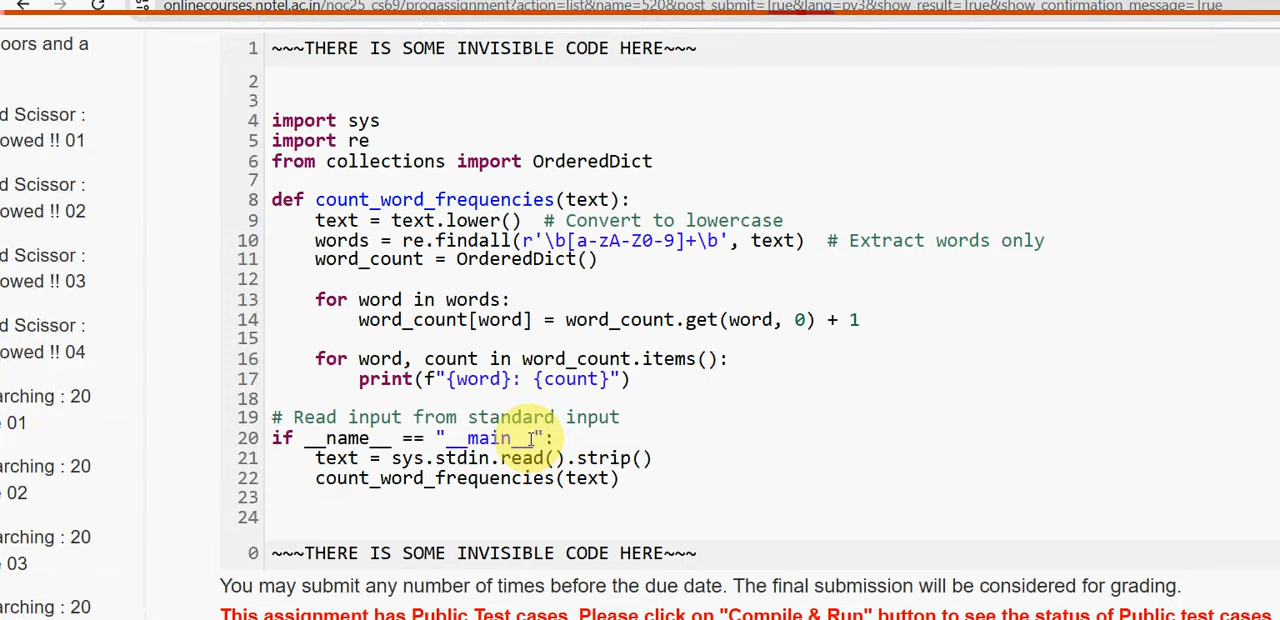 onlinecourses.nptel.ac.in/noc25_cs69/progassignment?action=list&name=520&post_submit=True&lang=py3&show_result=True&show_confirmation_message=True
oors and a
d Scissor :
owed !! 01
d Scissor :
owed !! 02
d Scissor :
owed !! 03
d Scissor :
owed !! 04
arching : 20
e 01
arching : 20
e 02
arching : 20
e 03
arching : 20
1 ~~~THERE IS SOME INVISIBLE CODE HERE~~~
2
3
4 import sys
5 import re
6 from collections import OrderedDict
7
8 def count_word_frequencies(text):
9     text = text.lower()  # Convert to lowercase
10     words = re.findall(r'\b[a-zA-Z0-9]+\b', text)  # Extract words only
11     word_count = OrderedDict()
12
13     for word in words:
14         word_count[word] = word_count.get(word, 0) + 1
15
16     for word, count in word_count.items():
17         print(f"{word}: {count}")
18
19 # Read input from standard input
20 if __name__ == "__main__":
21     text = sys.stdin.read().strip()
22     count_word_frequencies(text)
23
24
0 ~~~THERE IS SOME INVISIBLE CODE HERE~~~
You may submit any number of times before the due date. The final submission will be considered for grading.
This assignment has Public Test cases. Please click on "Compile & Run" button to see the status of Public test cases